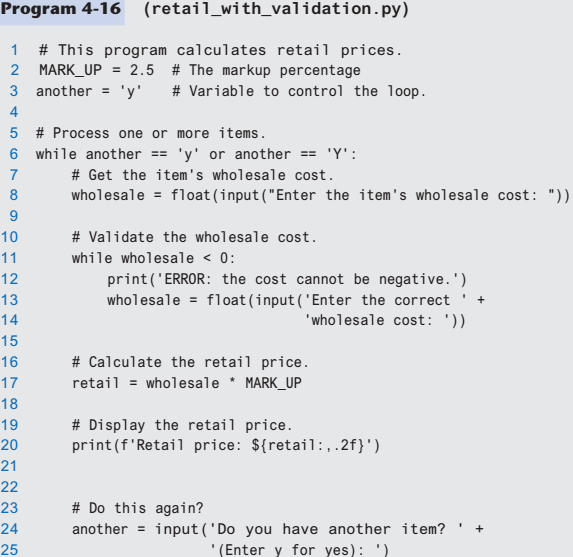 Program 4-16 (retail_with_validation.py)
1 # This program calculates retail prices.
2 MARK_UP = 2.5 # The markup percentage
3 another = 'y' # Variable to control the loop.
4
5 # Process one or more items.
6 while another == 'y' or another == 'Y':
7 # Get the item's wholesale cost.
8 wholesale = float(input("Enter the item's wholesale cost: "))
9
10 # Validate the wholesale cost.
11 while wholesale < 0:
12 print('ERROR: the cost cannot be negative.')
13 wholesale = float(input('Enter the correct ' +
14 'wholesale cost: '))
15
16 # Calculate the retail price.
17 retail = wholesale * MARK_UP
18
19 # Display the retail price.
20 print(f'Retail price: ${retail:,.2f}')
21
22
23 # Do this again?
24 another = input('Do you have another item? ' +
25 '(Enter y for yes): ')